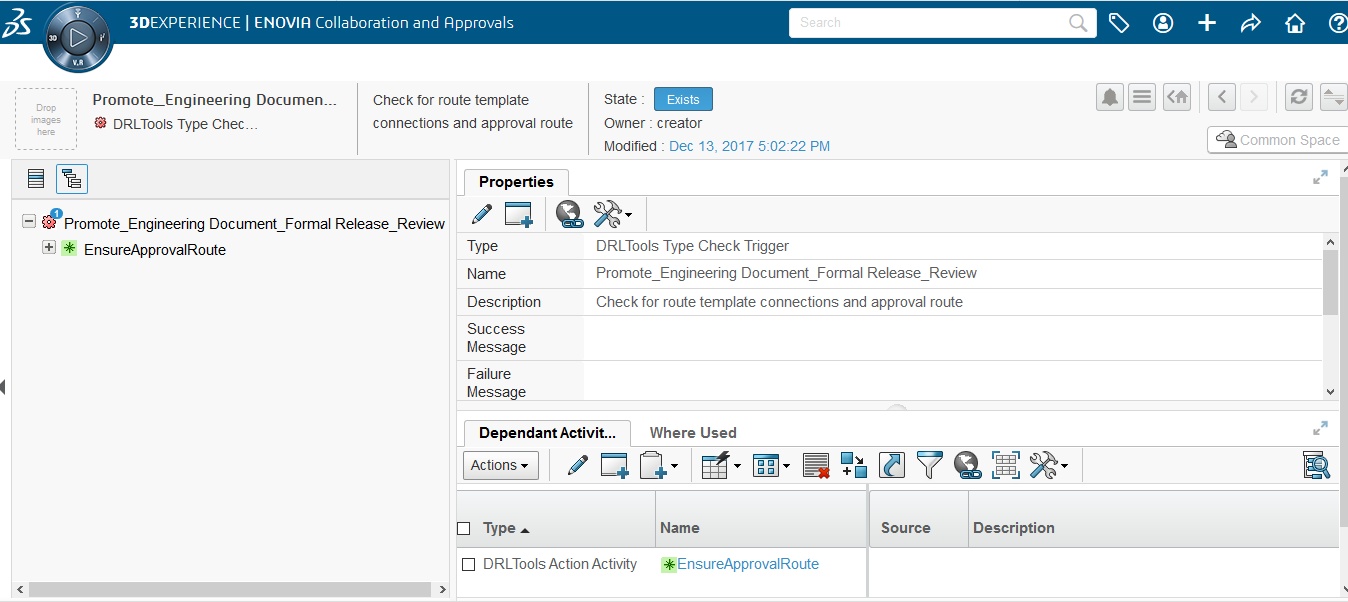 3DEXPERIENCE | ENOVIA Collaboration and Approvals
Search
3D
V.R
Drop
images
here
Promote_Engineering Documen...
DRLTools Type Chec...
Check for route template
connections and approval route
State :
Exists
Owner : creator
Modified : Dec 13, 2017 5:02:22 PM
Common Space
1
Promote_Engineering Document_Formal Release_Review
EnsureApprovalRoute
Properties
Type
DRLTools Type Check Trigger
Name
Promote_Engineering Document_Formal Release_Review
Description
Check for route template connections and approval route
Success
Message
Failure
Message
Dependant Activit...
Where Used
Actions
Type
Name
Source
Description
DRLTools Action Activity
EnsureApprovalRoute